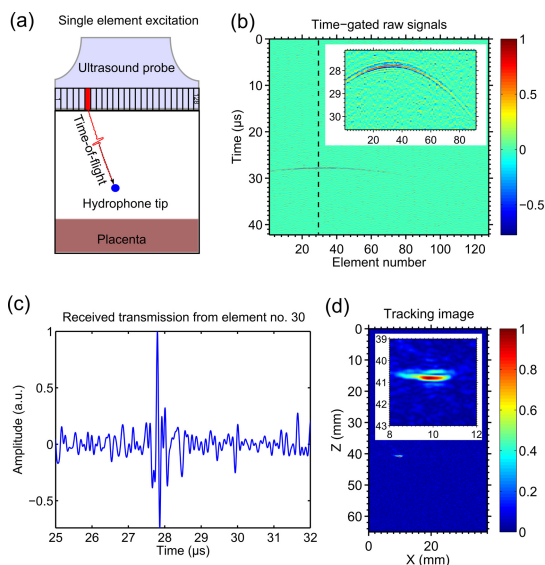 (a)
Single element excitation
Ultrasound probe
1
128
Time-of-flight
Hydrophone tip
Placenta
(b)
Time−gated raw signals
0
10
20
30
40
Time (µs)
20 40 60 80 100 120
Element number
28
29
30
20 40 60 80
1
0.5
0
−0.5
(c)
Received transmission from element no. 30
1
0.5
0
−0.5
Amplitude (a.u.)
25 26 27 28 29 30 31 32
Time (µs)
(d)
Tracking image
0
10
20
30
40
50
60
Z (mm)
0 20
X (mm)
39
40
41
42
43
8 10 12
1
0.8
0.6
0.4
0.2
0